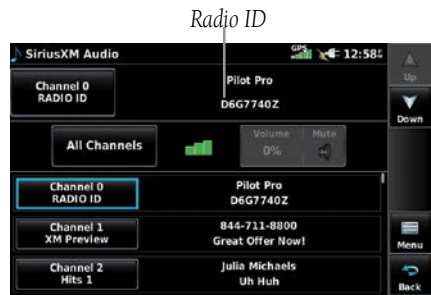 Radio ID
SiriusXM Audio
GPS
12:58
Up
Channel 0
RADIO ID
Pilot Pro
D6G7740Z
Down
All Channels
Volume
0%
Mute
Channel 0
RADIO ID
Pilot Pro
D6G7740Z
Channel 1
XM Preview
844-711-8800
Great Offer Now!
Menu
Channel 2
Hits 1
Julia Michaels
Uh Huh
Back